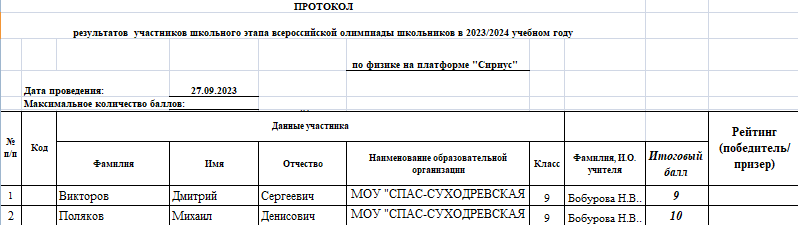 ПРОТОКОЛ
результатов участников школьного этапа всероссийской олимпиады школьников в 2023/2024 учебном году
по физике на платформе "Сириус"
Дата проведения: 27.09.2023
Максимальное количество баллов:
№ п/п Код Данные участника Рейтинг (победитель/призер)
Фамилия Имя Отчество Наименование образовательной организации Класс Фамилия, И.О. учителя Итоговый балл
1 Викторов Дмитрий Сергеевич МОУ "СПАС-СУХОДРЕВСКАЯ 9 Бобурова Н.В.. 9
2 Поляков Михаил Денисович МОУ "СПАС-СУХОДРЕВСКАЯ 9 Бобурова Н.В.. 10